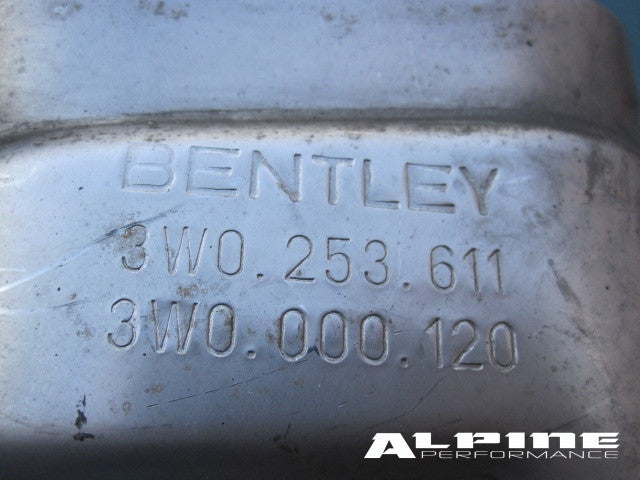 BENTLEY
3W0.253.611
3W0.000.120
ALPINE
PERFORMANCE